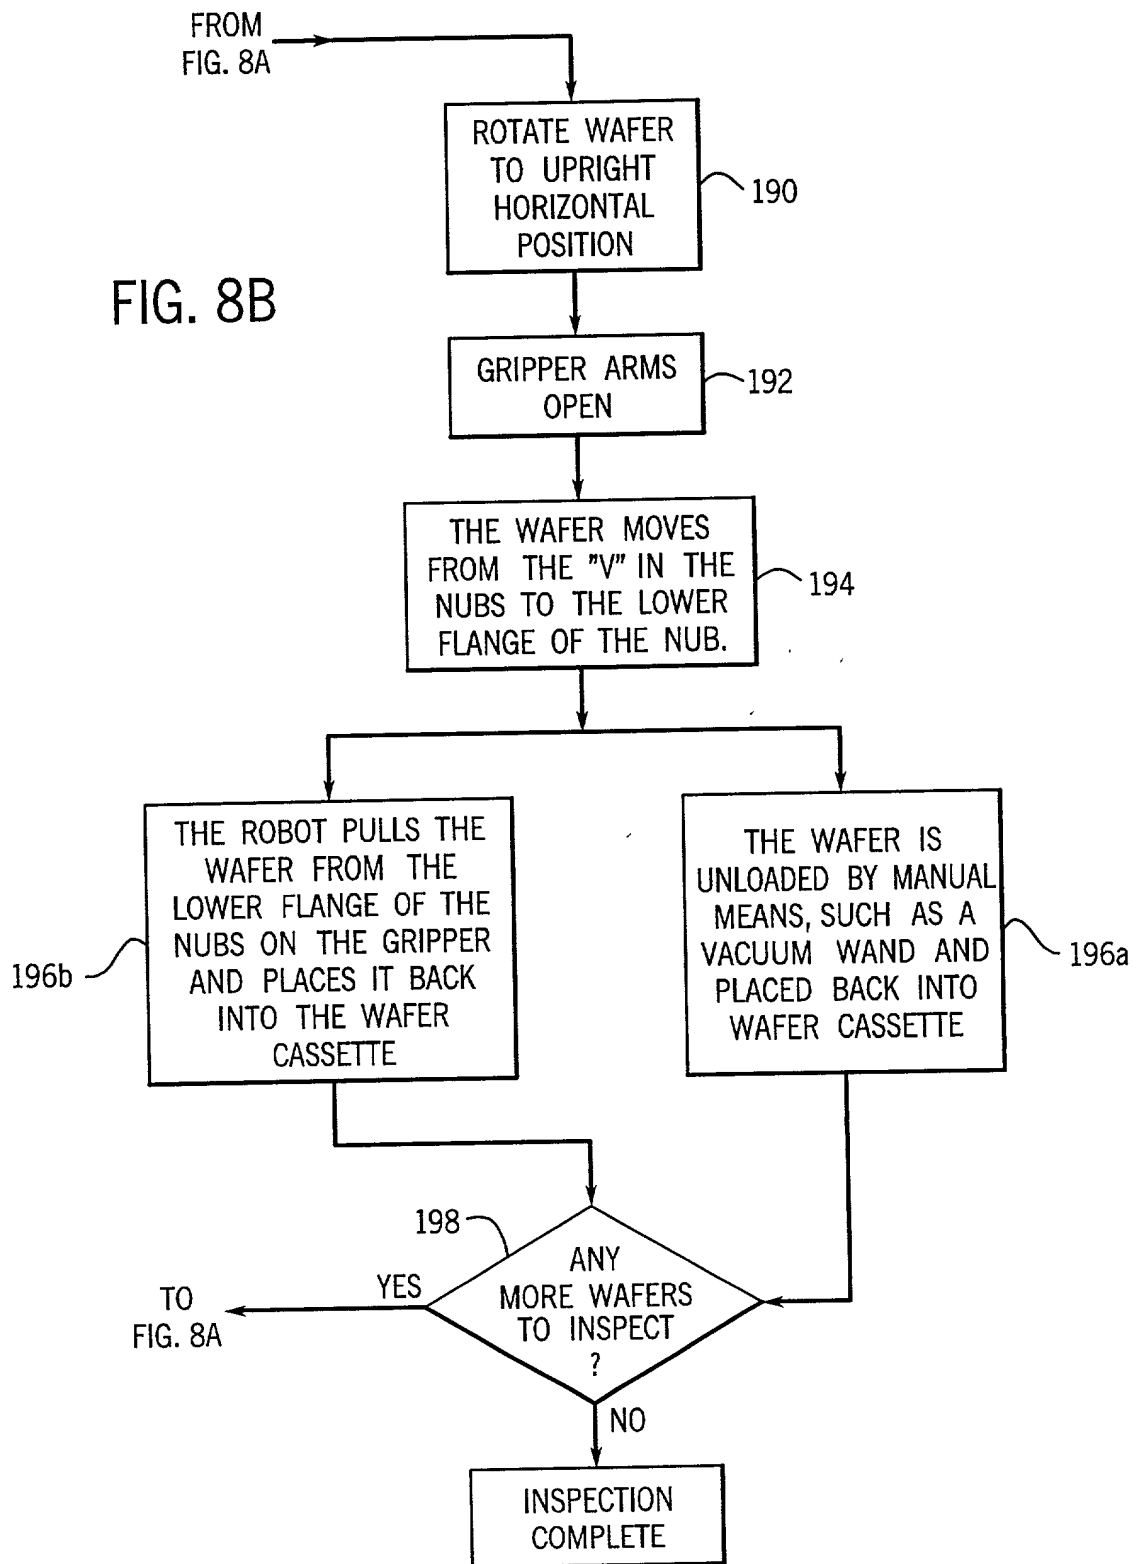 FROM
FIG. 8A
ROTATE WAFER
TO UPRIGHT
HORIZONTAL
POSITION
190
FIG. 8B
GRIPPER ARMS
OPEN
192
THE WAFER MOVES
FROM THE "V" IN THE
NUBS TO THE LOWER
FLANGE OF THE NUB.
194
THE ROBOT PULLS THE
WAFER FROM THE
LOWER FLANGE OF THE
NUBS ON THE GRIPPER
AND PLACES IT BACK
INTO THE WAFER
CASSETTE
196b
THE WAFER IS
UNLOADED BY MANUAL
MEANS, SUCH AS A
VACUUM WAND AND
PLACED BACK INTO
WAFER CASSETTE
196a
198
ANY
MORE WAFERS
TO INSPECT
?
YES
TO
FIG. 8A
NO
INSPECTION
COMPLETE